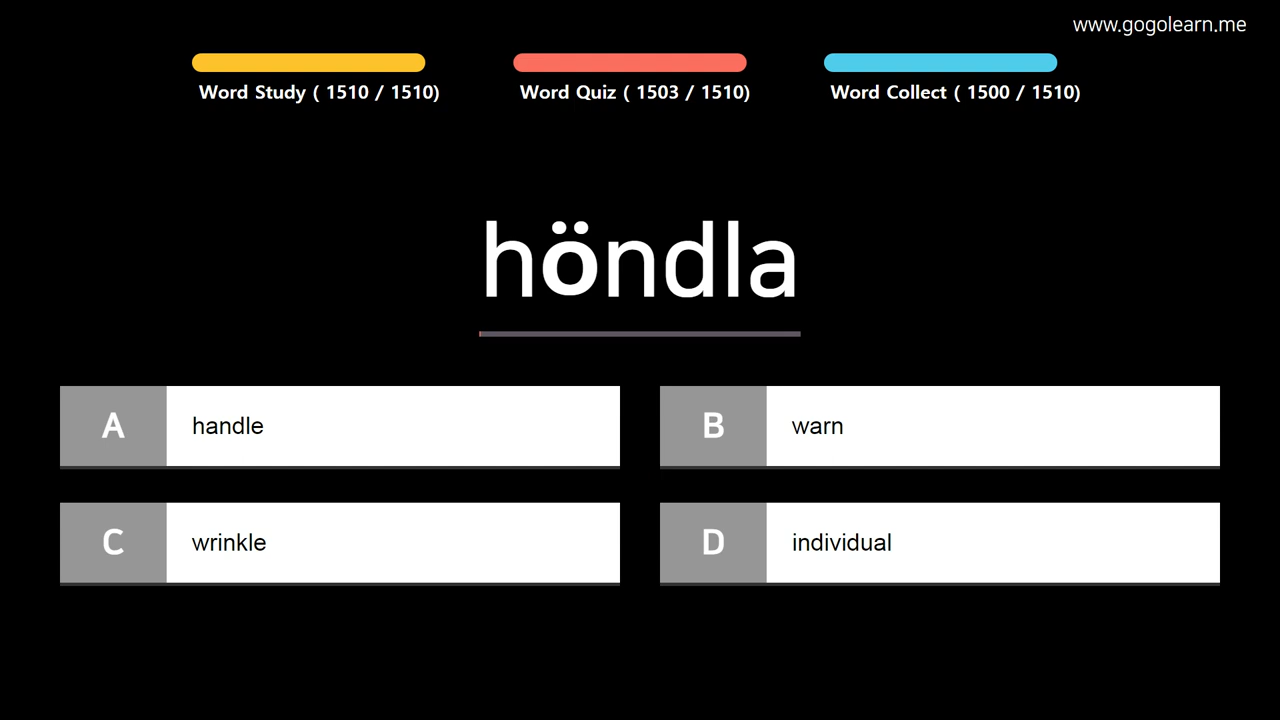 www.gogolearn.me
Word Study ( 1510 / 1510)
Word Quiz ( 1503 / 1510)
Word Collect ( 1500 / 1510)
höndla
A handle
B warn
C wrinkle
D individual